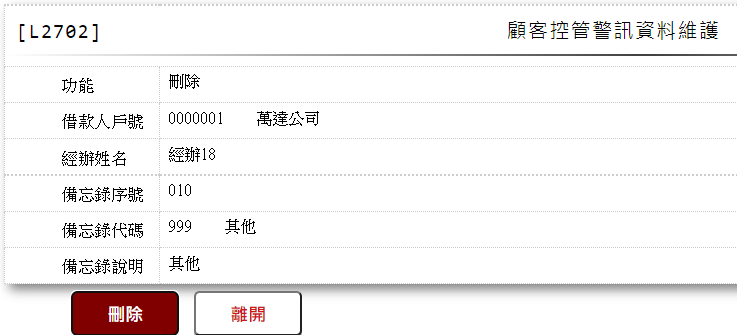 [L2702] 顧客控管警訊資料維護
功能 刪除
借款人戶號 0000001 萬達公司
經辦姓名 經辦18
備忘錄序號 010
備忘錄代碼 999 其他
備忘錄說明 其他
刪除 離開